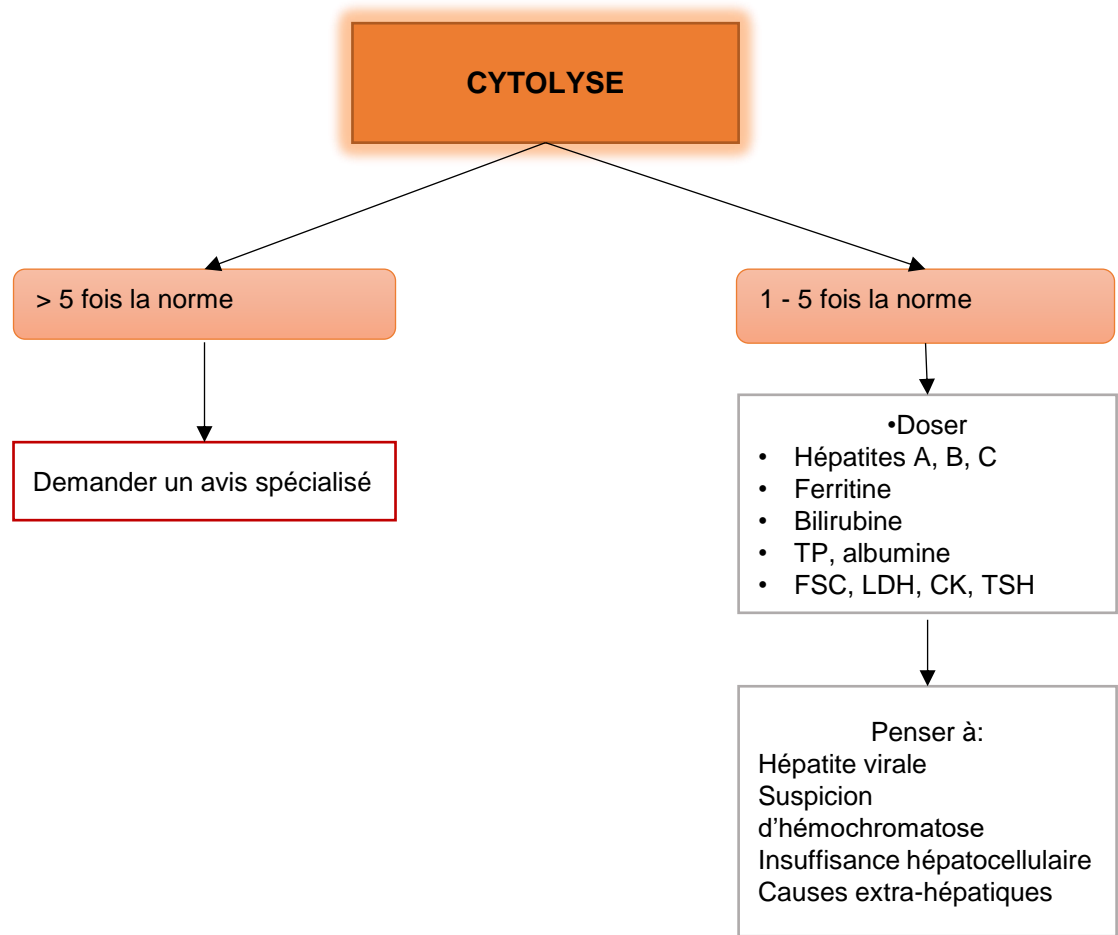 CYTOLYSE
> 5 fois la norme
1 - 5 fois la norme
Demander un avis spécialisé
•Doser
• Hépatites A, B, C
• Ferritine
• Bilirubine
• TP, albumine
• FSC, LDH, CK, TSH
Penser à:
Hépatite virale
Suspicion
d’hémochromatose
Insuffisance hépatocellulaire
Causes extra-hépatiques